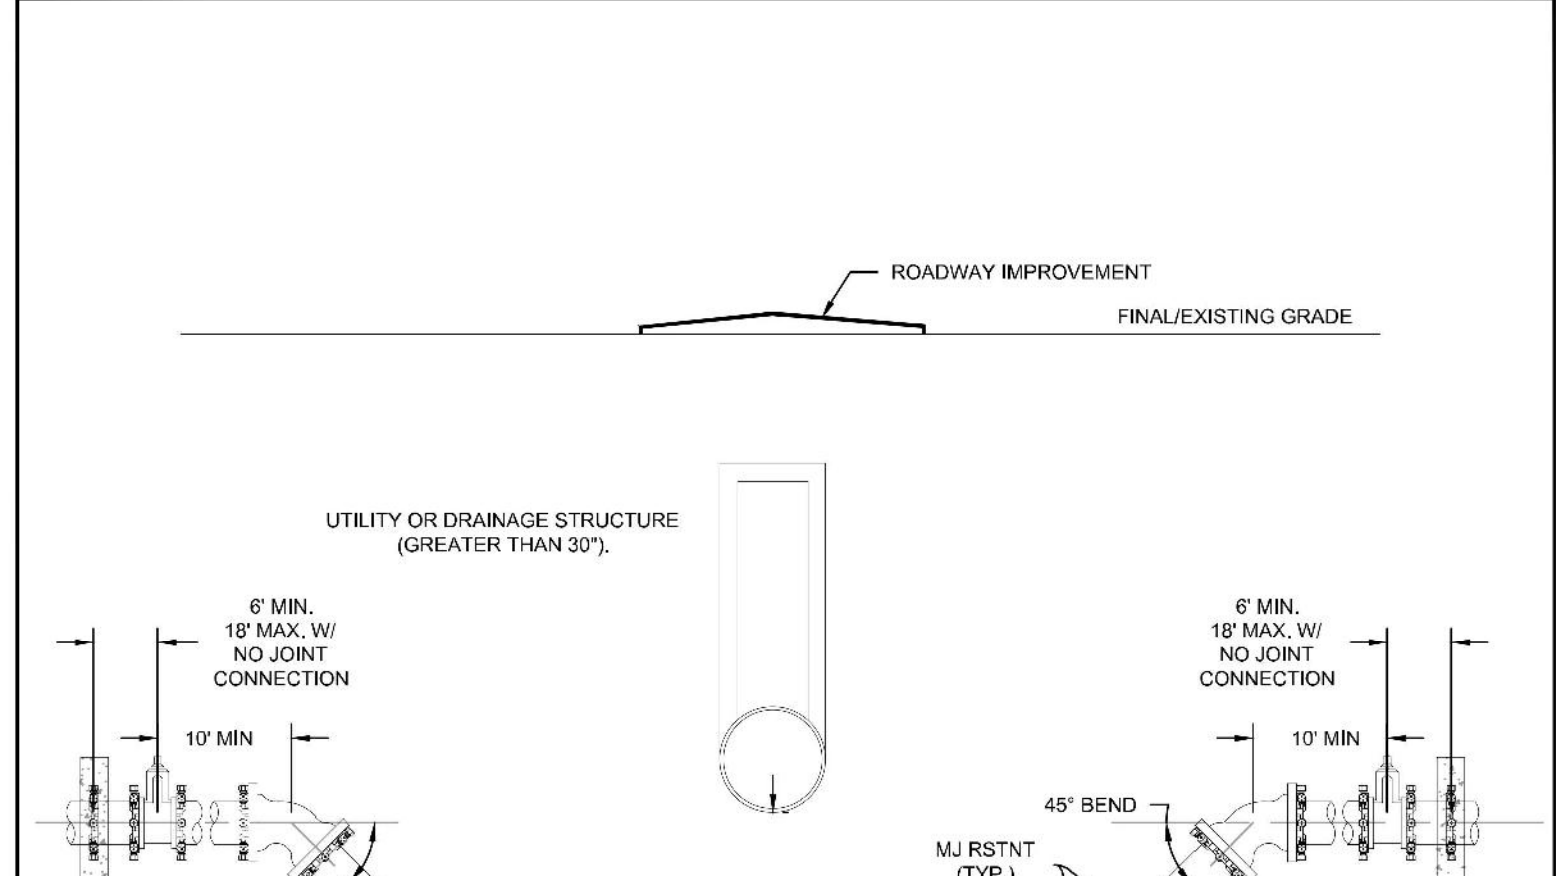 ROADWAY IMPROVEMENT
FINAL/EXISTING GRADE
UTILITY OR DRAINAGE STRUCTURE
(GREATER THAN 30").
6' MIN.
18' MAX. W/
NO JOINT
CONNECTION
10' MIN
6' MIN.
18' MAX. W/
NO JOINT
CONNECTION
10' MIN
45° BEND
MJ RSTNT
(TYP.)